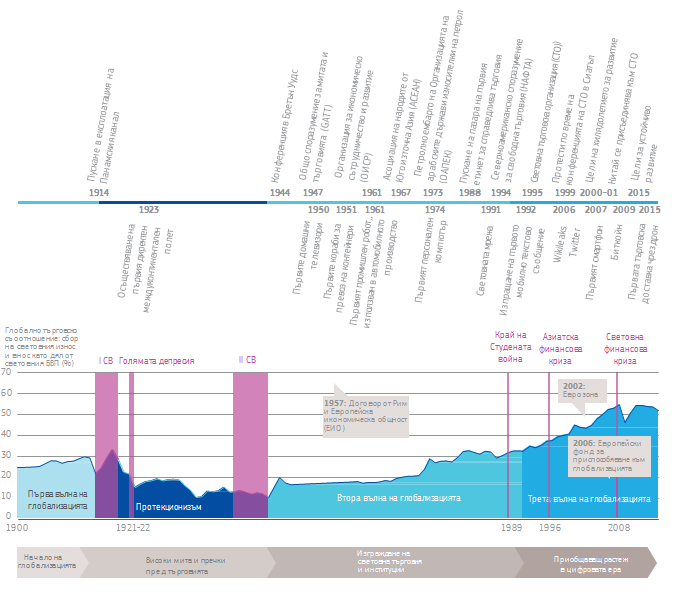 Пускане в експлоатация на
Панамския канал
Конференция в Бретън Уудс
Общо споразумение за митата и
търговията (GATT)
Организация за икономическо
сътрудничество и развитие
(ОИСР)
Асоциация на народите от
Югоизточна Азия (АСЕАН)
Петролно ембарго на Организацията на
арабските държави износителки на петрол
(ОАПЕК)
Пускане на пазара на първия
етикет за справедлива търговия
Северноамериканско споразумение
за свободна търговия (НАФТА)
Световна търговска организация (СТО)
Протести по време на
конференцията на СТО в Сиатъл
Цели на хилядолетието за развитие
Китай се присъединява към СТО
Цели за устойчиво
развитие
1914
1944
1947
1961
1967
1973
1988
1994
1995
1999
2000–01
2015
1923
1950
1951
1961
1974
1991
1992
2006
2007
2009
2015
Осъществяване на
първия директен
междуконтинентален
полет
Първите домашни
телевизори
Първите кораби за
превоз на контейнери
Първият промишлен робот,
използван в автомобилното
производство
Първият персонален
компютър
Световната мрежа
Изпращане на първото
мобилно текстово
съобщение
Wikileaks
Twitter
Първият смартфон
Биткойн
Първата търговска
доставка чрез дрон
Глобално търговско
съотношение: сбор
на световния износ
и внос като дял от
световния БВП (%)
I СВ
Голямата депресия
II СВ
Край на
Студената
война
Азиатска
финансова
криза
Световна
финансова
криза
70
60
50
40
30
20
10
0
1957: Договор от Рим
и Европейска
икономическа общност
(ЕИО)
2002:
Еврозона
2006: Европейски
фонд за
приспособяване към
глобализацията
Първа вълна на
глобализацията
Протекционизъм
Втора вълна на глобализацията
Трета вълна на глобализацията
1900
1921-22
1989
1996
2008
Начало на
глобализацията
Високи мита и пречки
пред търговията
Изграждане на
световна търговия
и институции
Приобщаващ растеж
в цифровата ера